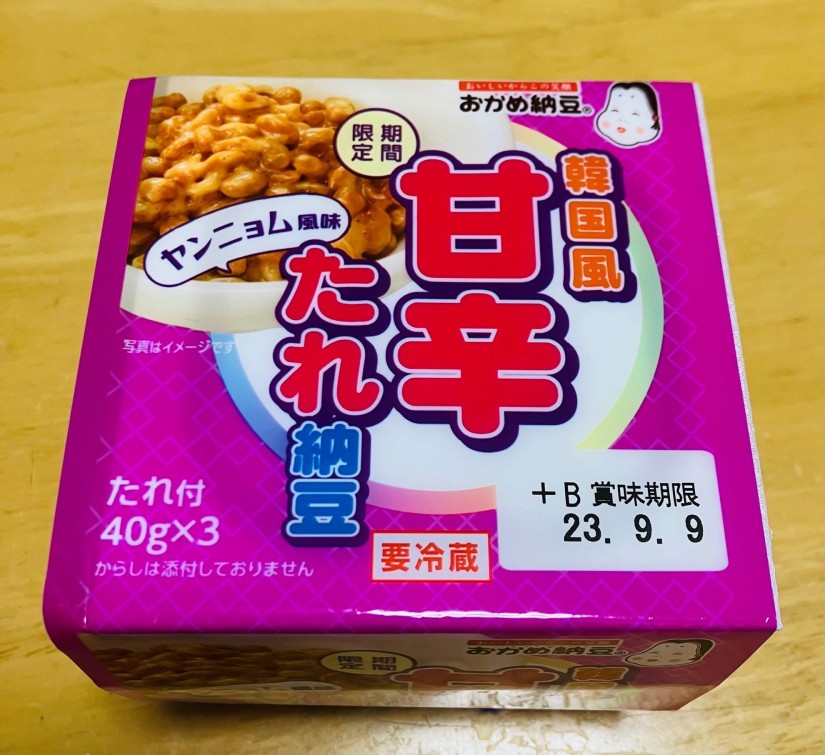 おいしいからこの笑顔
おかめ納豆®
期間
限定
韓国風
甘辛
たれ
納豆
ヤンニョム風味
写真はイメージです
たれ付
40g×3
からしは添付しておりません
要冷蔵
+B 賞味期限
23. 9. 9
おかめ納豆®
期間
限定